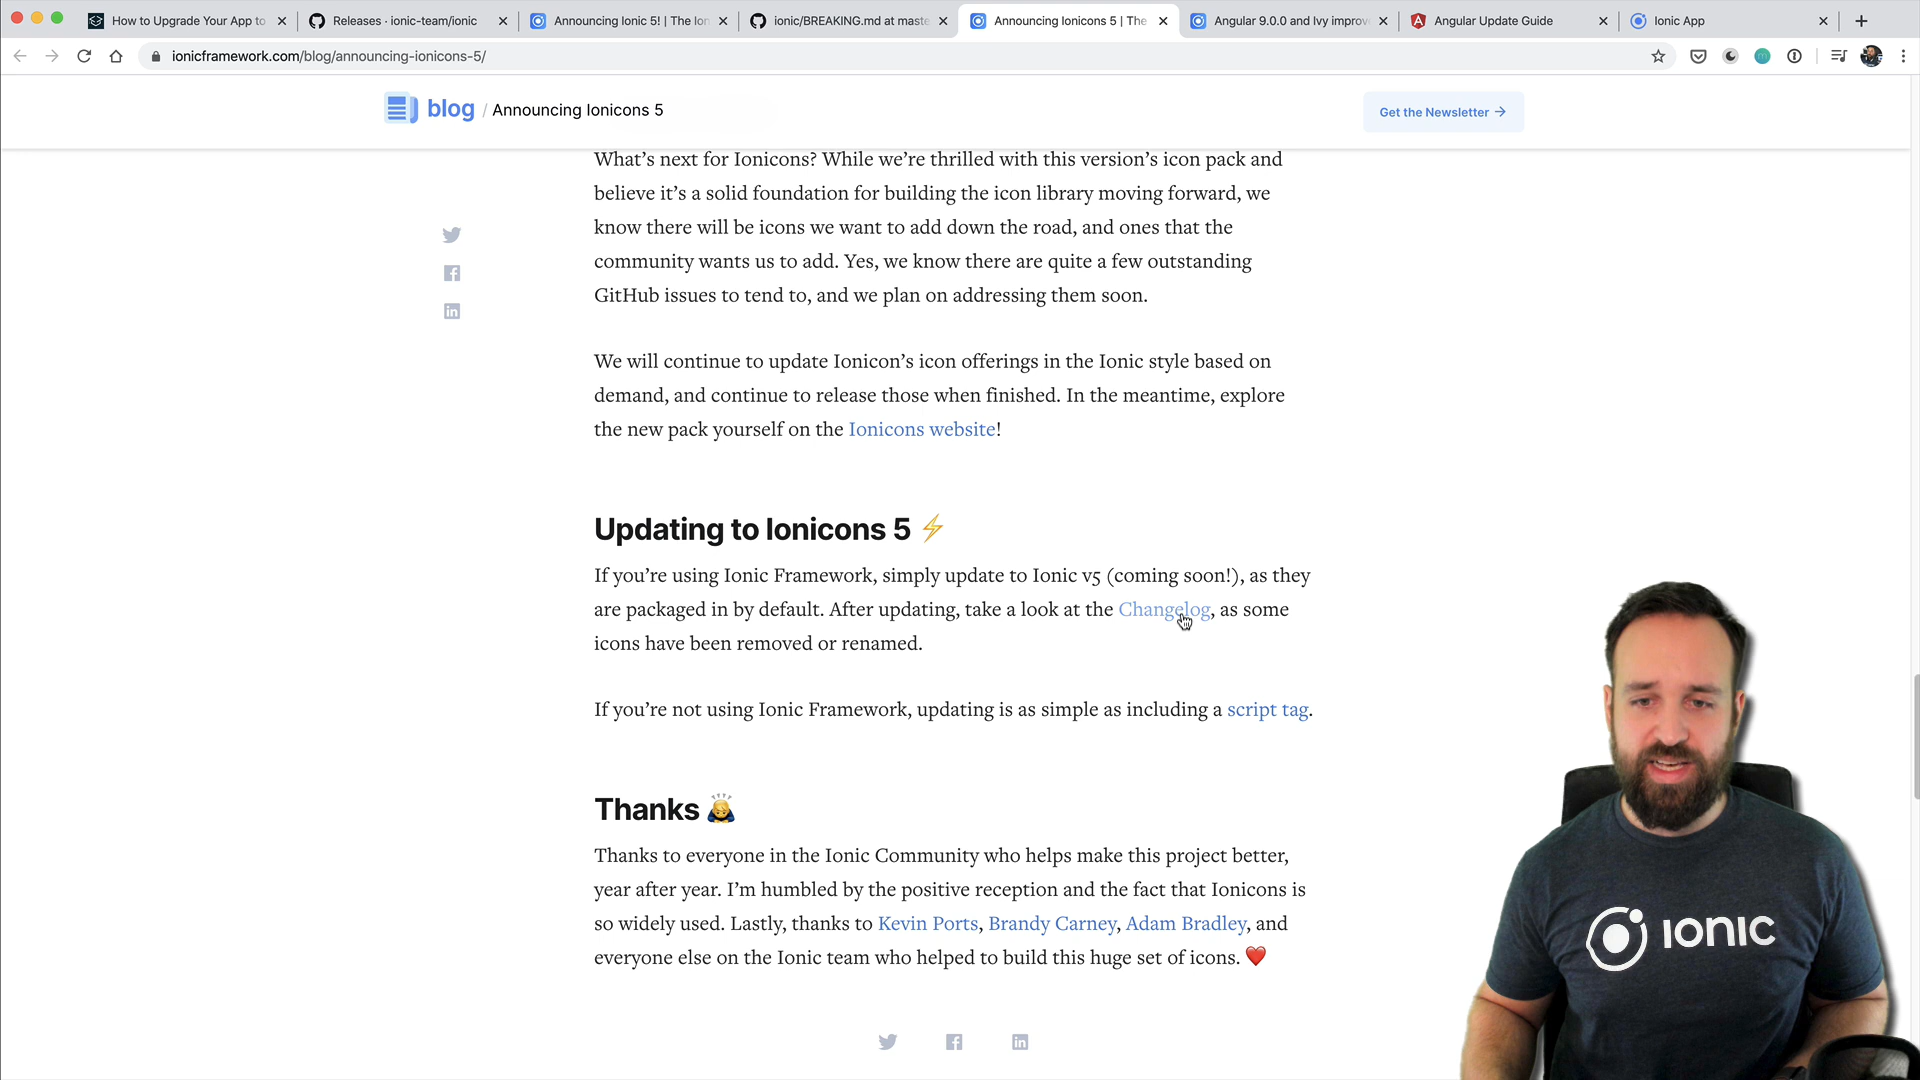 How to Upgrade Your App to
Releases · ionic-team/ionic
Announcing Ionic 5! | The Ion
ionic/BREAKING.md at maste
Announcing Ionicons 5 | The
Angular 9.0.0 and Ivy improv
Angular Update Guide
Ionic App
ionicframework.com/blog/announcing-ionicons-5/
blog / Announcing Ionicons 5
Get the Newsletter →
What’s next for Ionicons? While we’re thrilled with this version’s icon pack and
believe it’s a solid foundation for building the icon library moving forward, we
know there will be icons we want to add down the road, and ones that the
community wants us to add. Yes, we know there are quite a few outstanding
GitHub issues to tend to, and we plan on addressing them soon.
We will continue to update Ionicon’s icon offerings in the Ionic style based on
demand, and continue to release those when finished. In the meantime, explore
the new pack yourself on the Ionicons website!
Updating to Ionicons 5 ⚡
If you’re using Ionic Framework, simply update to Ionic v5 (coming soon!), as they
are packaged in by default. After updating, take a look at the Changelog, as some
icons have been removed or renamed.
If you’re not using Ionic Framework, updating is as simple as including a script tag.
Thanks 🙇
Thanks to everyone in the Ionic Community who helps make this project better,
year after year. I’m humbled by the positive reception and the fact that Ionicons is
so widely used. Lastly, thanks to Kevin Ports, Brandy Carney, Adam Bradley, and
everyone else on the Ionic team who helped to build this huge set of icons. ❤️
IONIC